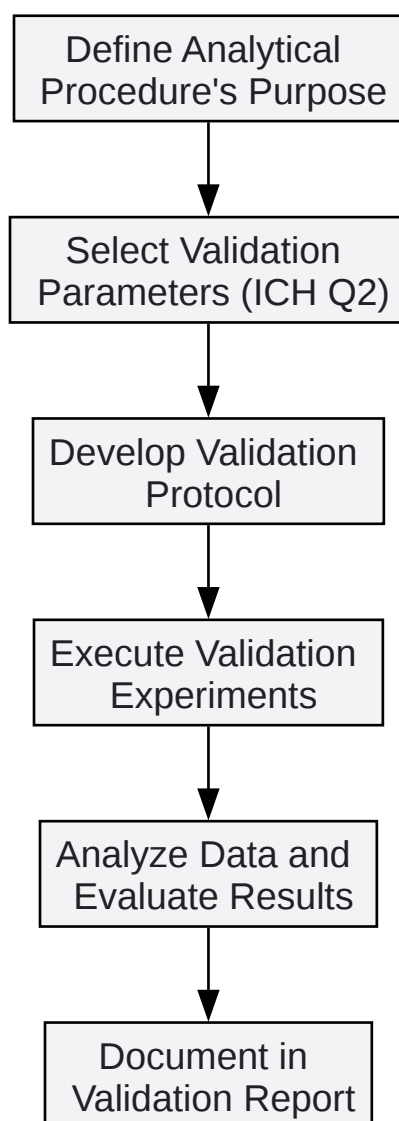 Define Analytical
Procedure's Purpose
Select Validation
Parameters (ICH Q2)
Develop Validation
Protocol
Execute Validation
Experiments
Analyze Data and
Evaluate Results
Document in
Validation Report